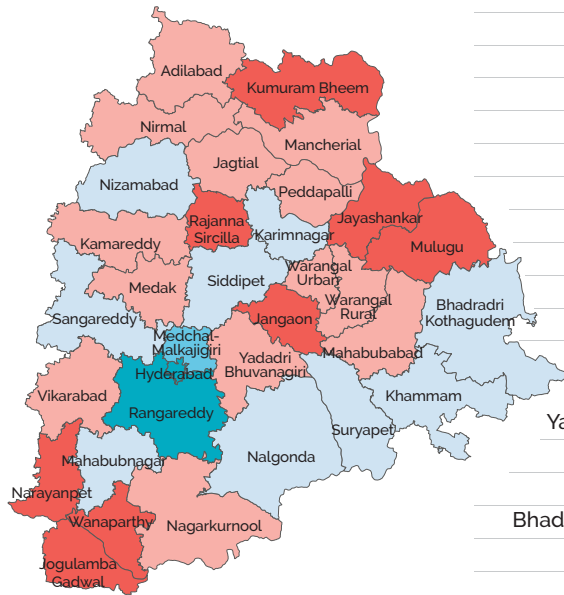 Adilabad
Kumuram Bheem
Nirmal
Mancherial
Jagtial
Nizamabad
Peddapalli
Rajanna
Sircilla
Jayashankar
Karimnagar
Kamareddy
Mulugu
Warangal
Urban
Siddipet
Medak
Warangal
Rural
Bhadradri
Kothagudem
Sangareddy
Jangaon
Medchal-
Malkajigiri
Mahabubabad
Yadadri
Bhuvanagiri
Hyderabad
Vikarabad
Khammam
Rangareddy
Ya
Suryapet
Nalgonda
Mahabubnagar
Narayanpet
Wanaparthy
Nagarkurnool
Bhad
Jogulamba
Gadwal